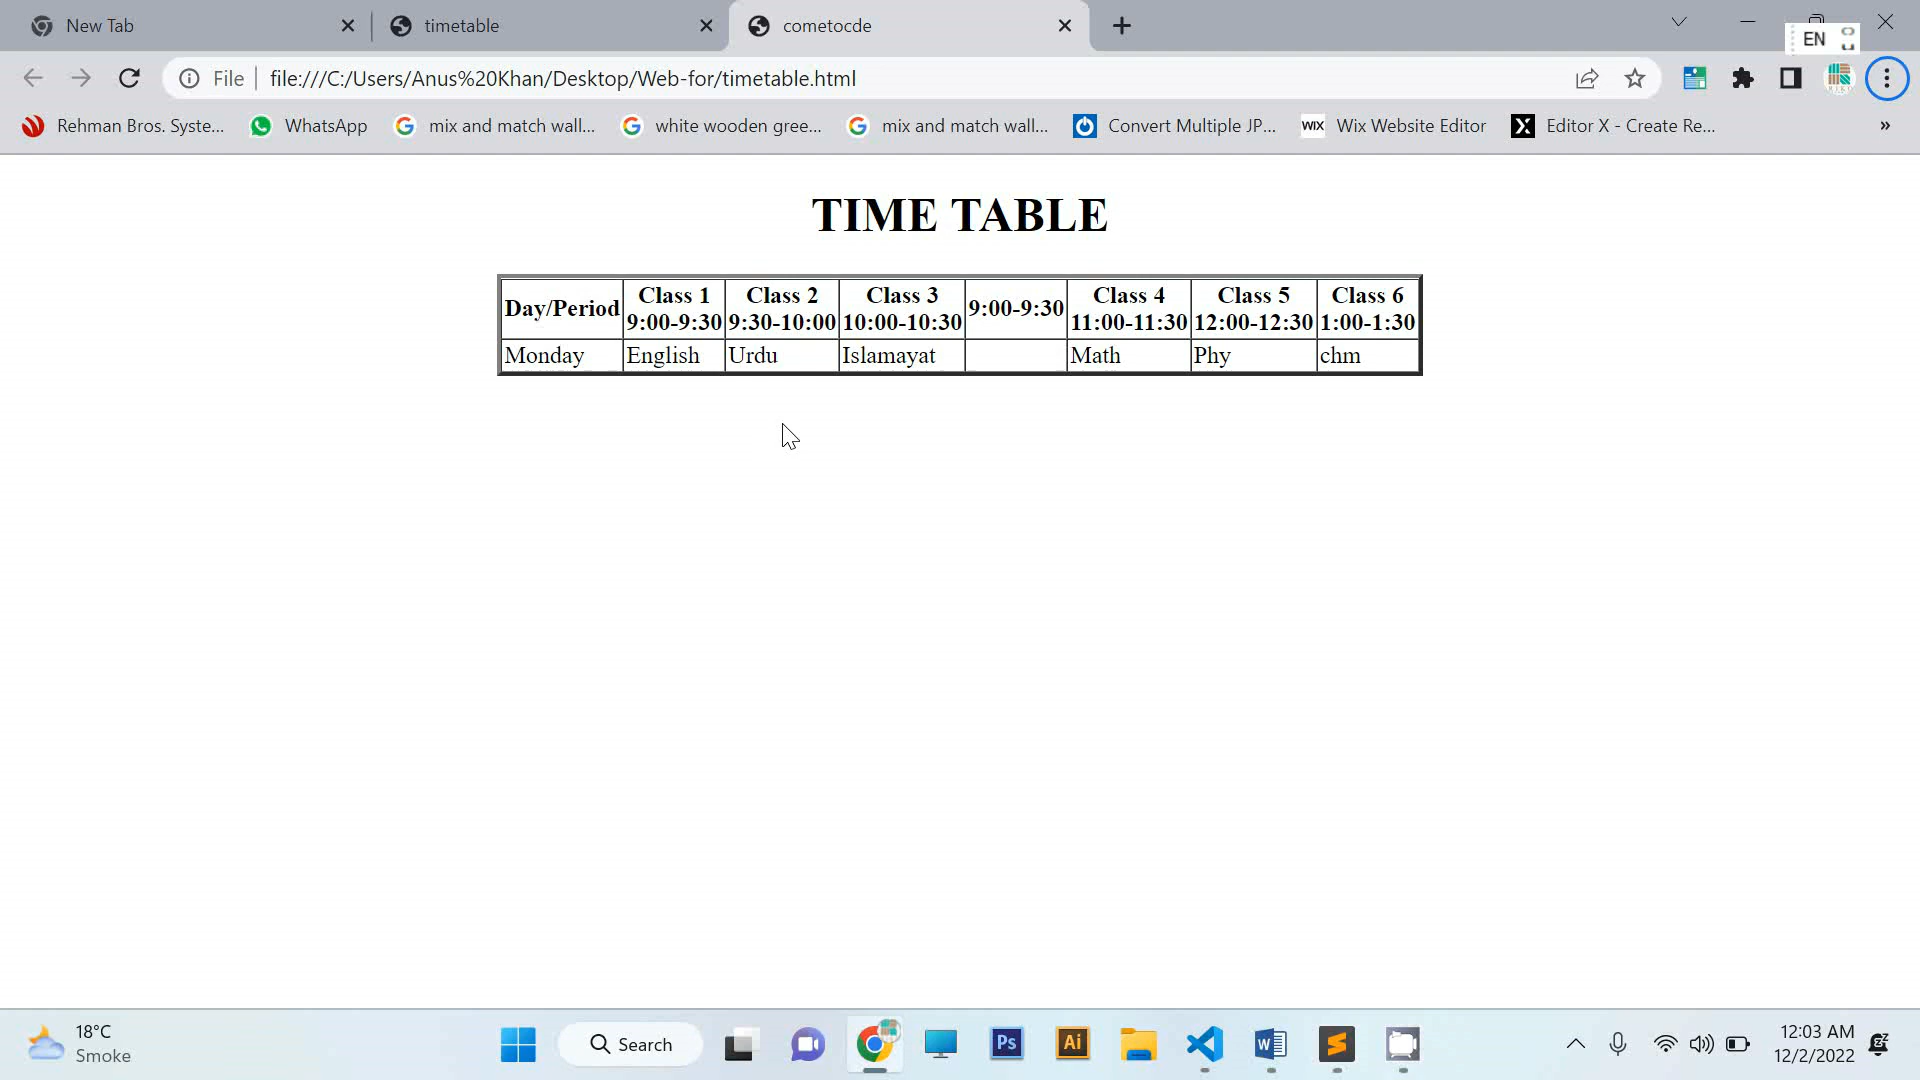 New Tab
timetable
cometocde
EN
File
file:///C:/Users/Anus%20Khan/Desktop/Web-for/timetable.html
Rehman Bros. Syste...
WhatsApp
mix and match wall...
white wooden gree...
mix and match wall...
Convert Multiple JP...
WIX
Wix Website Editor
Editor X - Create Re...
»
TIME TABLE
Day/Period
Class 1
9:00-9:30
Class 2
9:30-10:00
Class 3
10:00-10:30
9:00-9:30
Class 4
11:00-11:30
Class 5
12:00-12:30
Class 6
1:00-1:30
Monday
English
Urdu
Islamayat
Math
Phy
chm
18°C
Smoke
Search
Ps
Ai
12:03 AM
12/2/2022